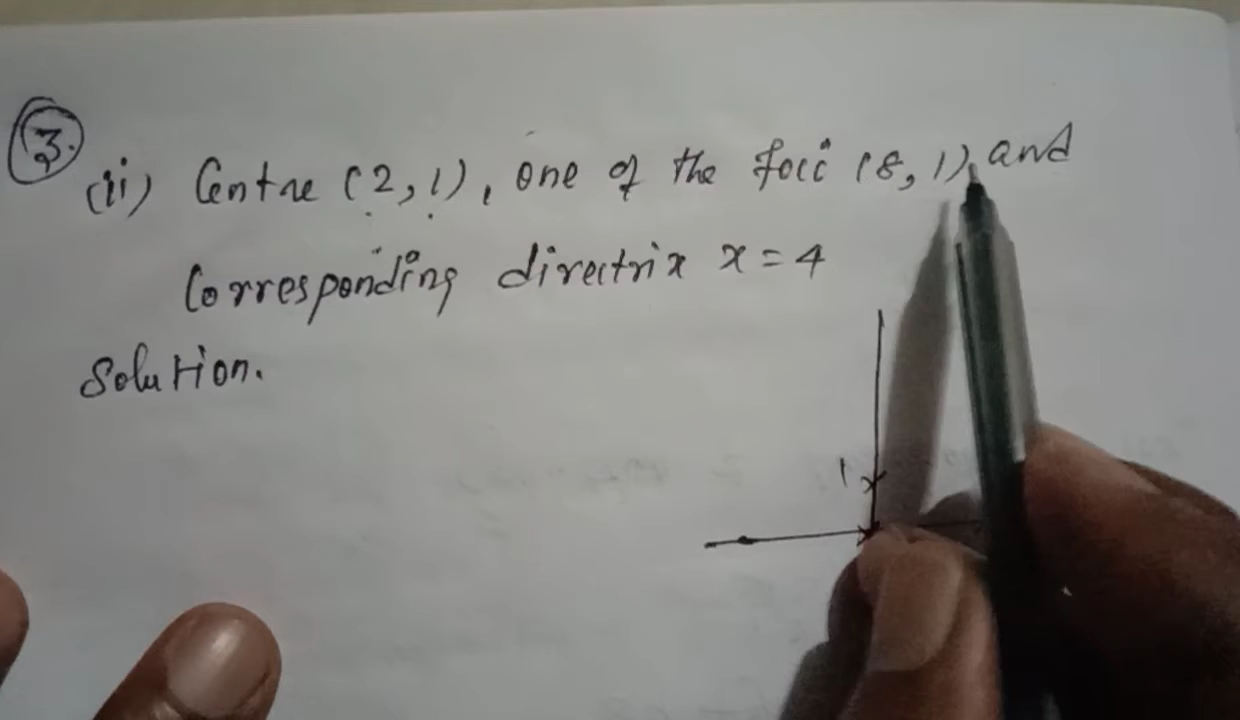 3.
(ii) Centre (2, 1), one of the foci (8, 1), and
Corresponding directrix x = 4
Solution.
1